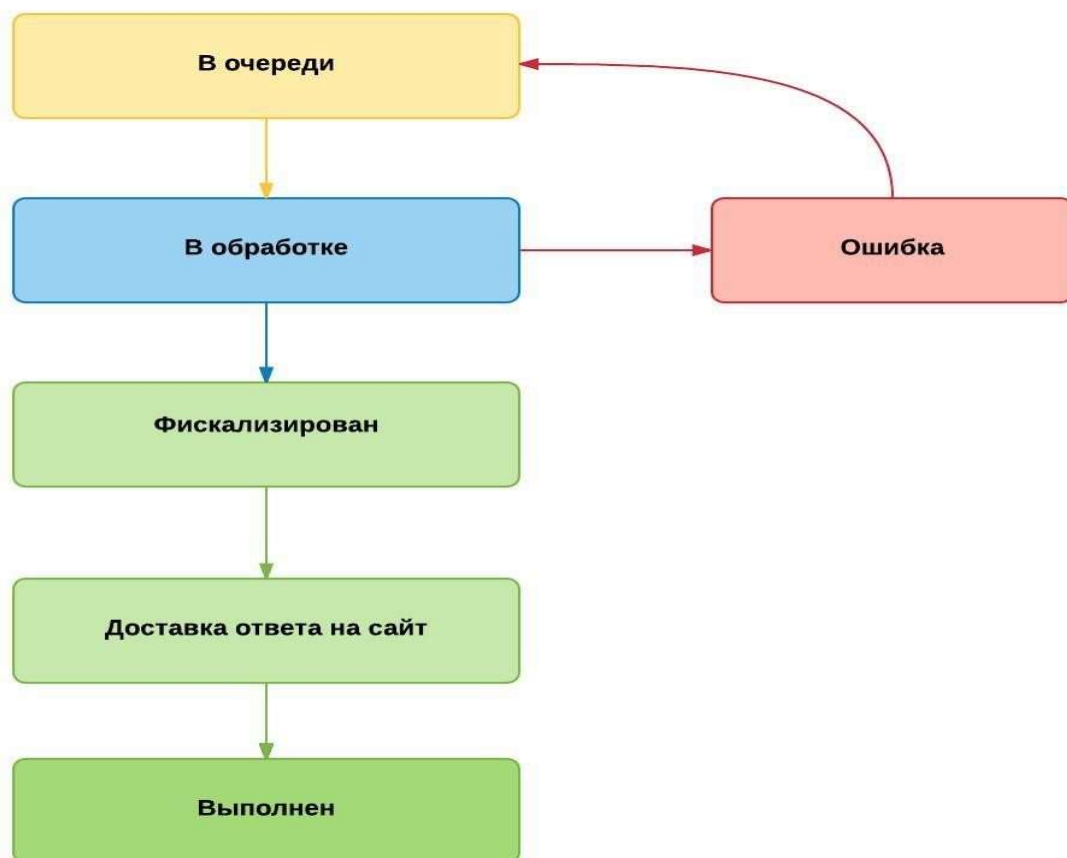 В очереди
В обработке
Ошибка
Фискализирован
Доставка ответа на сайт
Выполнен